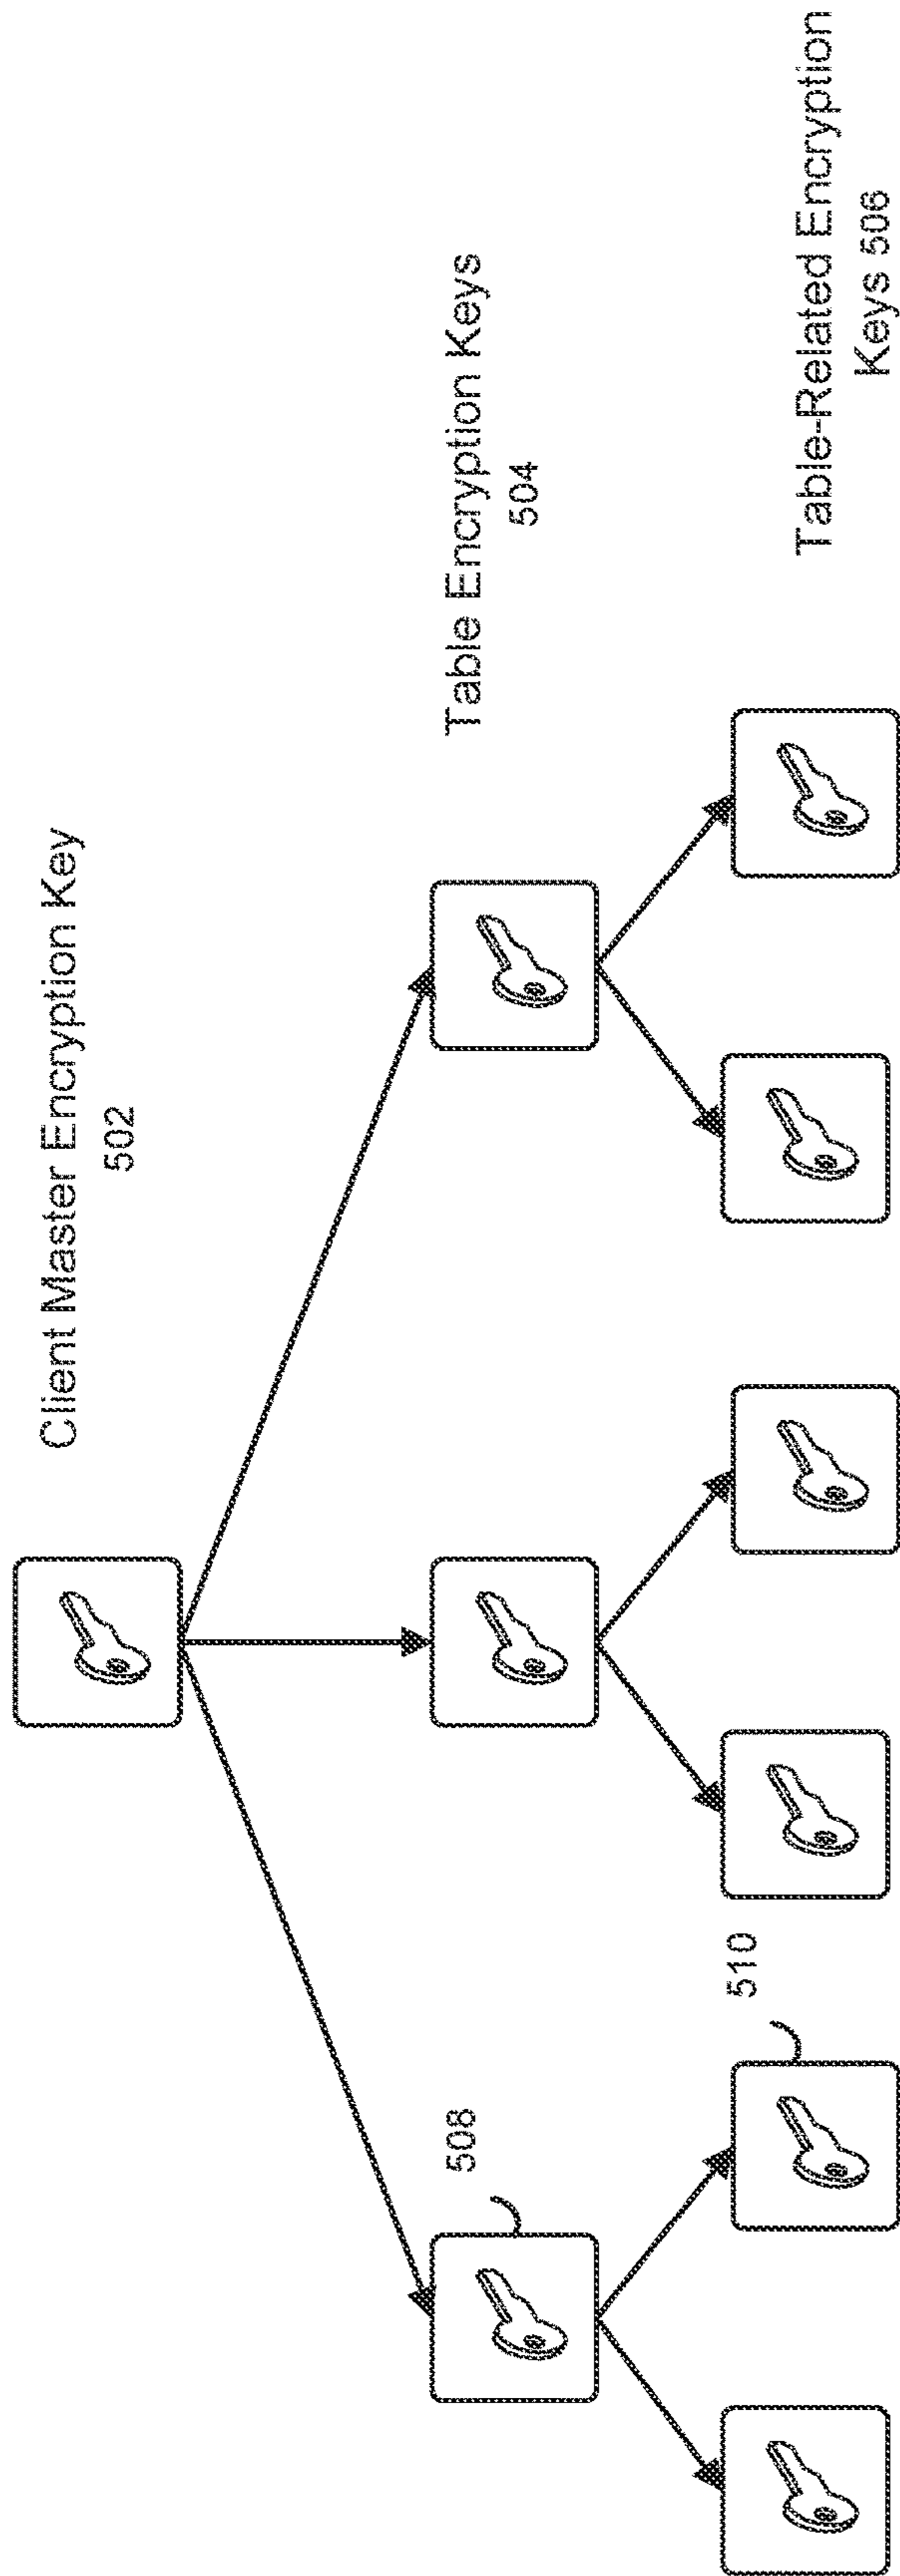 Client Master Encryption Key
502
Table Encryption Keys
504
508
Table-Related Encryption
Keys 506
510